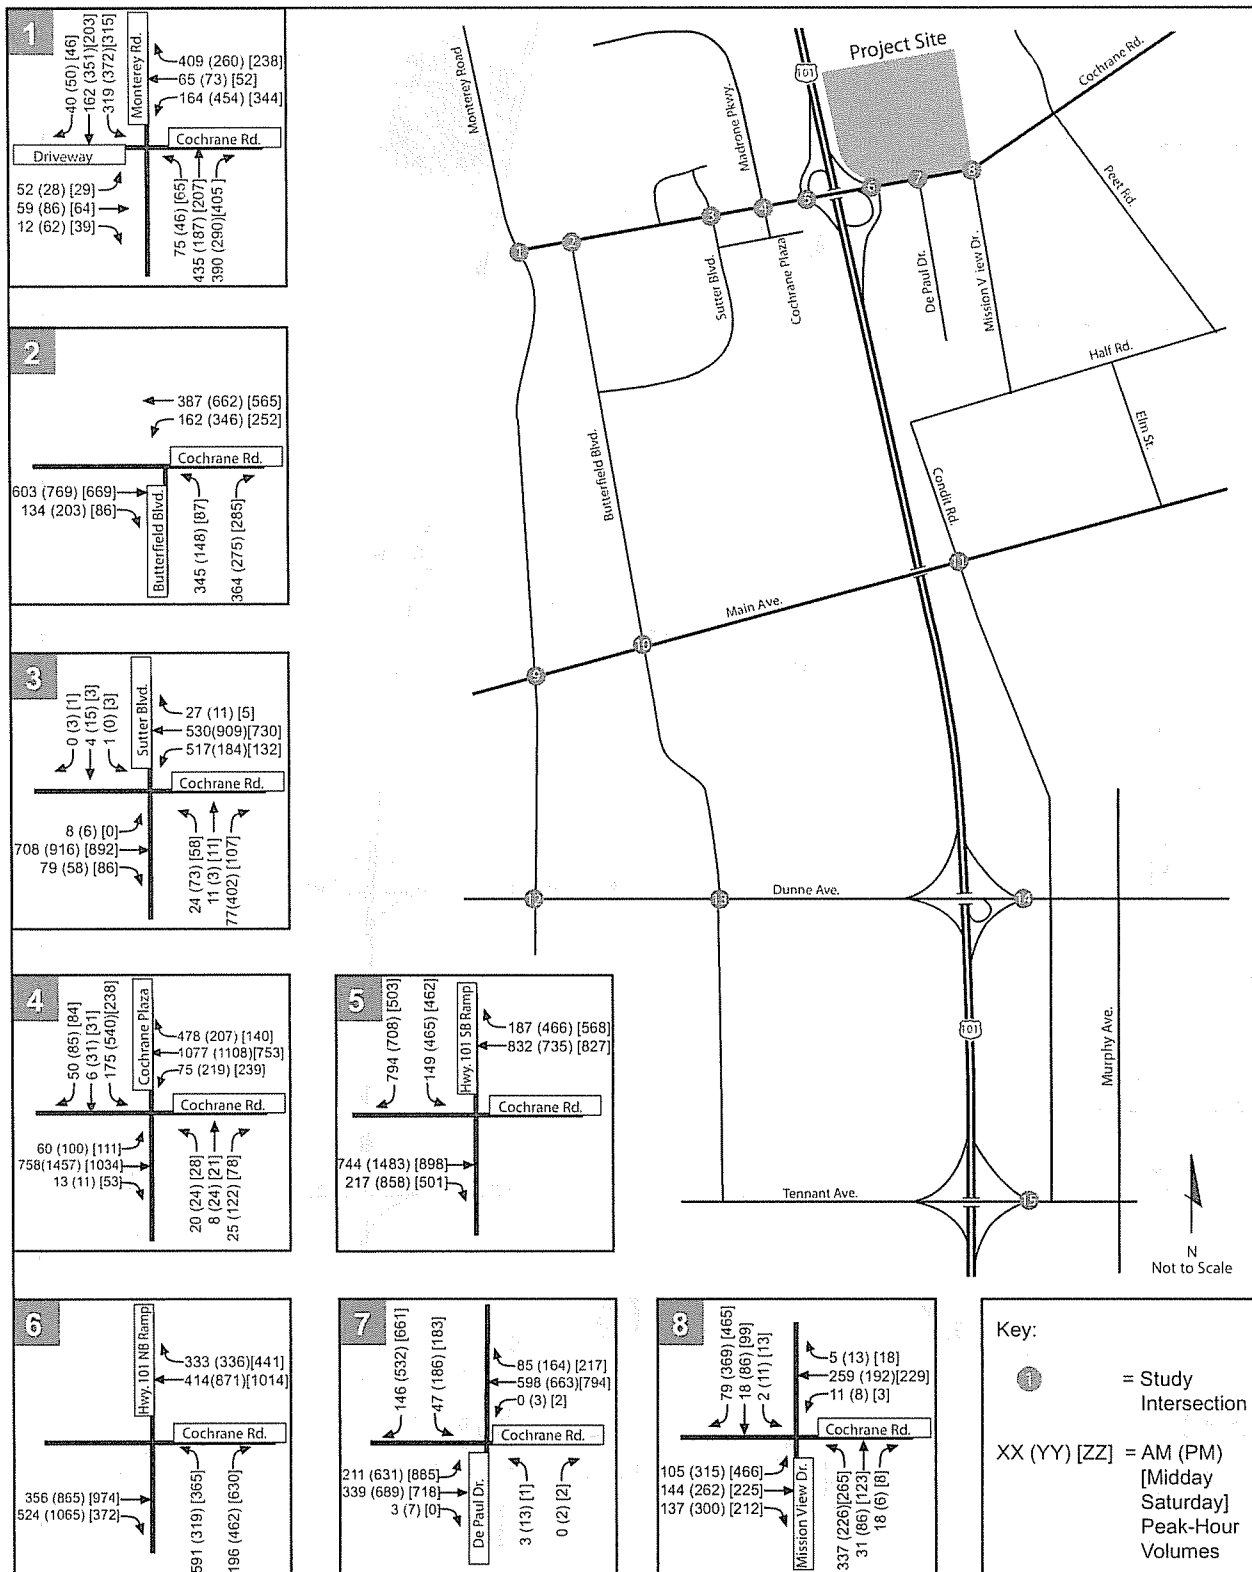 1
40 (50) [46]
162 (351)[203]
319 (372)[315]
Monterey Rd.
409 (260) [238]
65 (73) [52]
164 (454) [344]
Cochrane Rd.
Driveway
52 (28) [29]
59 (86) [64]
12 (62) [39]
75 (46) [65]
435 (187) [207]
390 (290)[405]
2
387 (662) [565]
162 (346) [252]
Cochrane Rd.
603 (769) [669]
134 (203) [86]
Butterfield Blvd.
345 (148) [87]
364 (275) [285]
3
0 (3) [1]
4 (15) [3]
1 (0) [3]
Sutter Blvd.
27 (11) [5]
530(909)[730]
517(184)[132]
Cochrane Rd.
8 (6) [0]
708 (916) [892]
79 (58) [86]
24 (73) [58]
11 (3) [11]
77(402) [107]
4
50 (85) [84]
6 (31) [31]
175 (540)[238]
Cochrane Plaza
478 (207) [140]
1077 (1108)[753]
75 (219) [239]
Cochrane Rd.
60 (100) [111]
758(1457) [1034]
13 (11) [53]
20 (24) [28]
8 (24) [21]
25 (122) [78]
5
794 (708) [503]
149 (465) [462]
Hwy. 101 SB Ramp
187 (466) [568]
832 (735) [827]
Cochrane Rd.
744 (1483) [898]
217 (858) [501]
6
Hwy. 101 NB Ramp
333 (336)[441]
414(871)[1014]
Cochrane Rd.
356 (865) [974]
524 (1065) [372]
591 (319) [365]
196 (462) [630]
7
146 (532) [661]
47 (186) [183]
85 (164) [217]
598 (663)[794]
0 (3) [2]
Cochrane Rd.
211 (631) [885]
339 (689) [718]
3 (7) [0]
De Paul Dr.
3 (13) [1]
0 (2) [2]
8
79 (369) [465]
18 (86) [99]
2 (11) [13]
5 (13) [18]
259 (192)[229]
11 (8) [3]
Cochrane Rd.
105 (315) [466]
144 (262) [225]
137 (300) [212]
Mission View Dr.
337 (226)[265]
31 (86) [123]
18 (6) [8]
Project Site
101
Monterey Road
Madrone Pkwy.
Cochrane Rd.
Peet Rd.
1
2
3
4
5
6
7
8
Sutter Blvd.
Cochrane Plaza
De Paul Dr.
Mission View Dr.
Half Rd.
Elm St.
Butterfield Blvd.
Condit Rd.
Main Ave.
9
10
11
Dunne Ave.
12
13
14
101
Murphy Ave.
Tennant Ave.
15
N
Not to Scale
Key:
1 = Study
Intersection
XX (YY) [ZZ] = AM (PM)
[Midday
Saturday]
Peak-Hour
Volumes